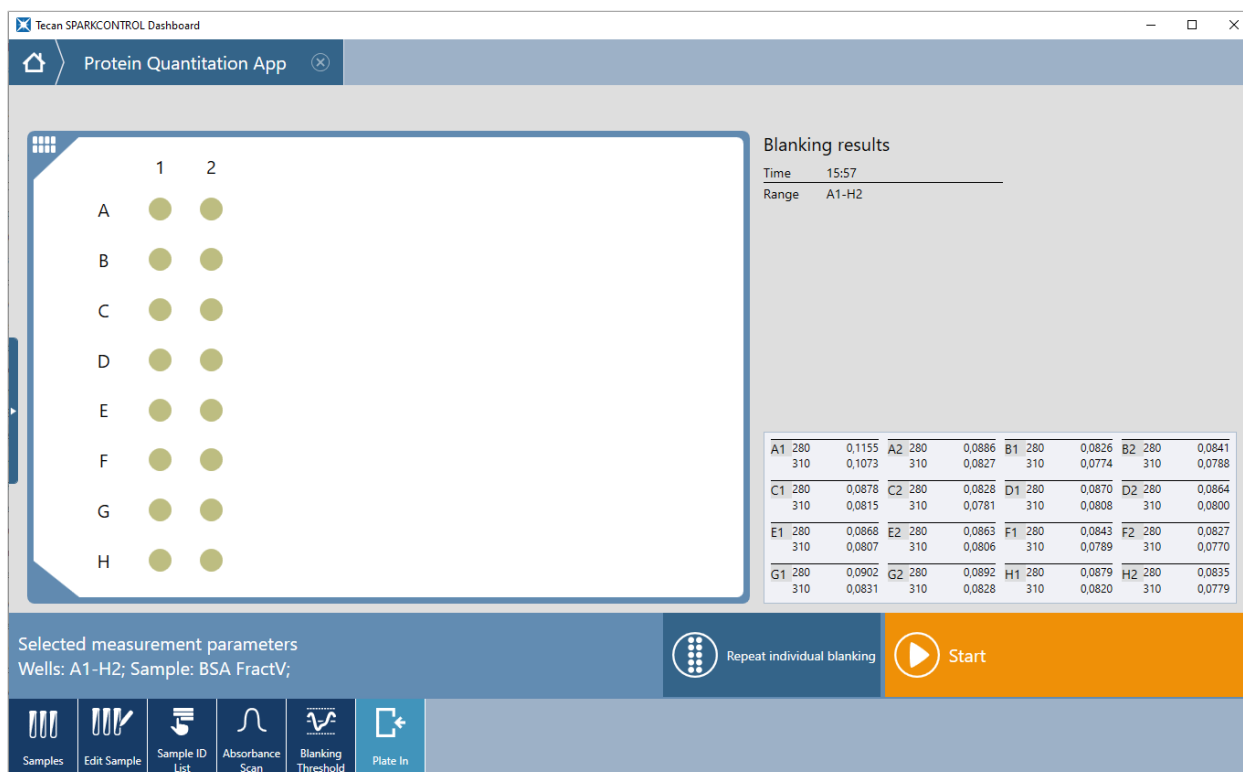 Tecan SPARKCONTROL Dashboard
Protein Quantitation App
1 2
A
B
C
D
E
F
G
H
Blanking results
Time 15:57
Range A1-H2
A1 280 0,1155 A2 280 0,0886 B1 280 0,0826 B2 280 0,0841
310 0,1073 310 0,0827 310 0,0774 310 0,0788
C1 280 0,0878 C2 280 0,0828 D1 280 0,0870 D2 280 0,0864
310 0,0815 310 0,0781 310 0,0808 310 0,0800
E1 280 0,0868 E2 280 0,0863 F1 280 0,0843 F2 280 0,0827
310 0,0807 310 0,0806 310 0,0789 310 0,0770
G1 280 0,0902 G2 280 0,0892 H1 280 0,0879 H2 280 0,0835
310 0,0831 310 0,0828 310 0,0820 310 0,0779
Selected measurement parameters
Wells: A1-H2; Sample: BSA FractV;
Repeat individual blanking
Start
Samples
Edit Sample
Sample ID
List
Absorbance
Scan
Blanking
Threshold
Plate In